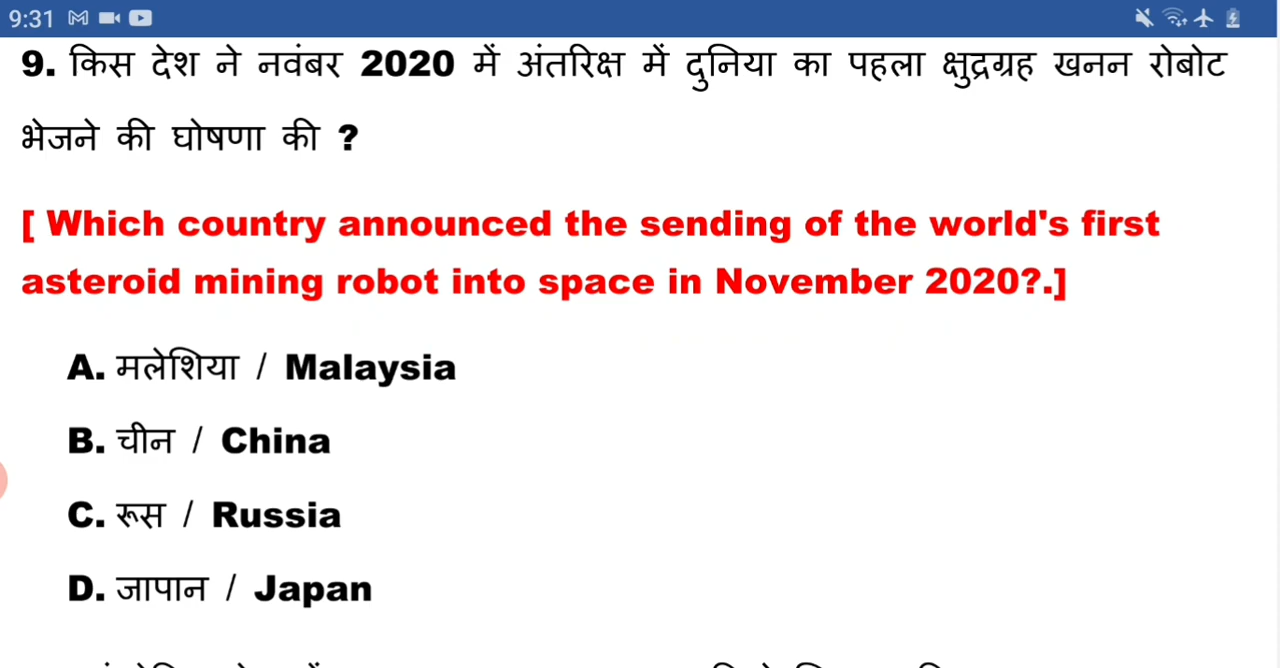 9:31
9. किस देश ने नवंबर 2020 में अंतरिक्ष में दुनिया का पहला क्षुद्रग्रह खनन रोबोट
भेजने की घोषणा की ?
[ Which country announced the sending of the world's first
asteroid mining robot into space in November 2020?.]
A. मलेशिया / Malaysia
B. चीन / China
C. रूस / Russia
D. जापान / Japan